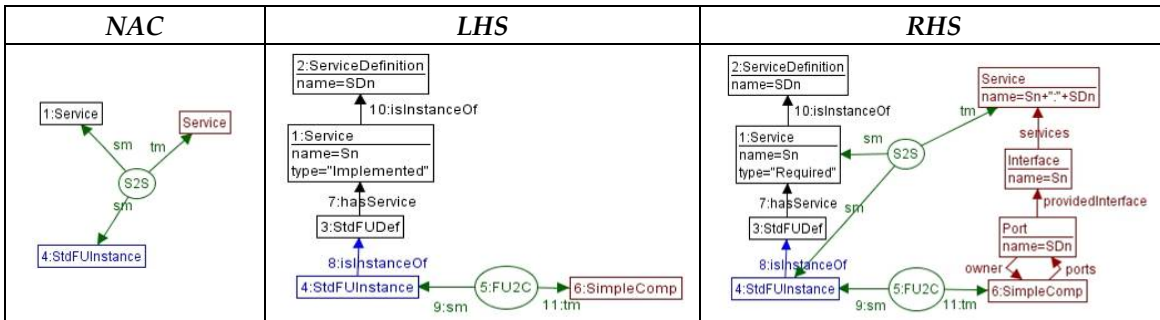 NAC
LHS
RHS
1:Service
Service
sm
tm
S2S
sm
4:StdFUInstance
2:ServiceDefinition
name=SDn
10:isInstanceOf
1:Service
name=Sn
type="Implemented"
7:hasService
3:StdFUDef
8:isInstanceOf
4:StdFUInstance
9:sm
5:FU2C
11:tm
6:SimpleComp
2:ServiceDefinition
name=SDn
10:isInstanceOf
1:Service
name=Sn
type="Required"
7:hasService
3:StdFUDef
8:isInstanceOf
4:StdFUInstance
sm
S2S
tm
sm
Service
name=Sn+":"+SDn
services
Interface
name=Sn
providedInterface
Port
name=SDn
owner
ports
9:sm
5:FU2C
11:tm
6:SimpleComp